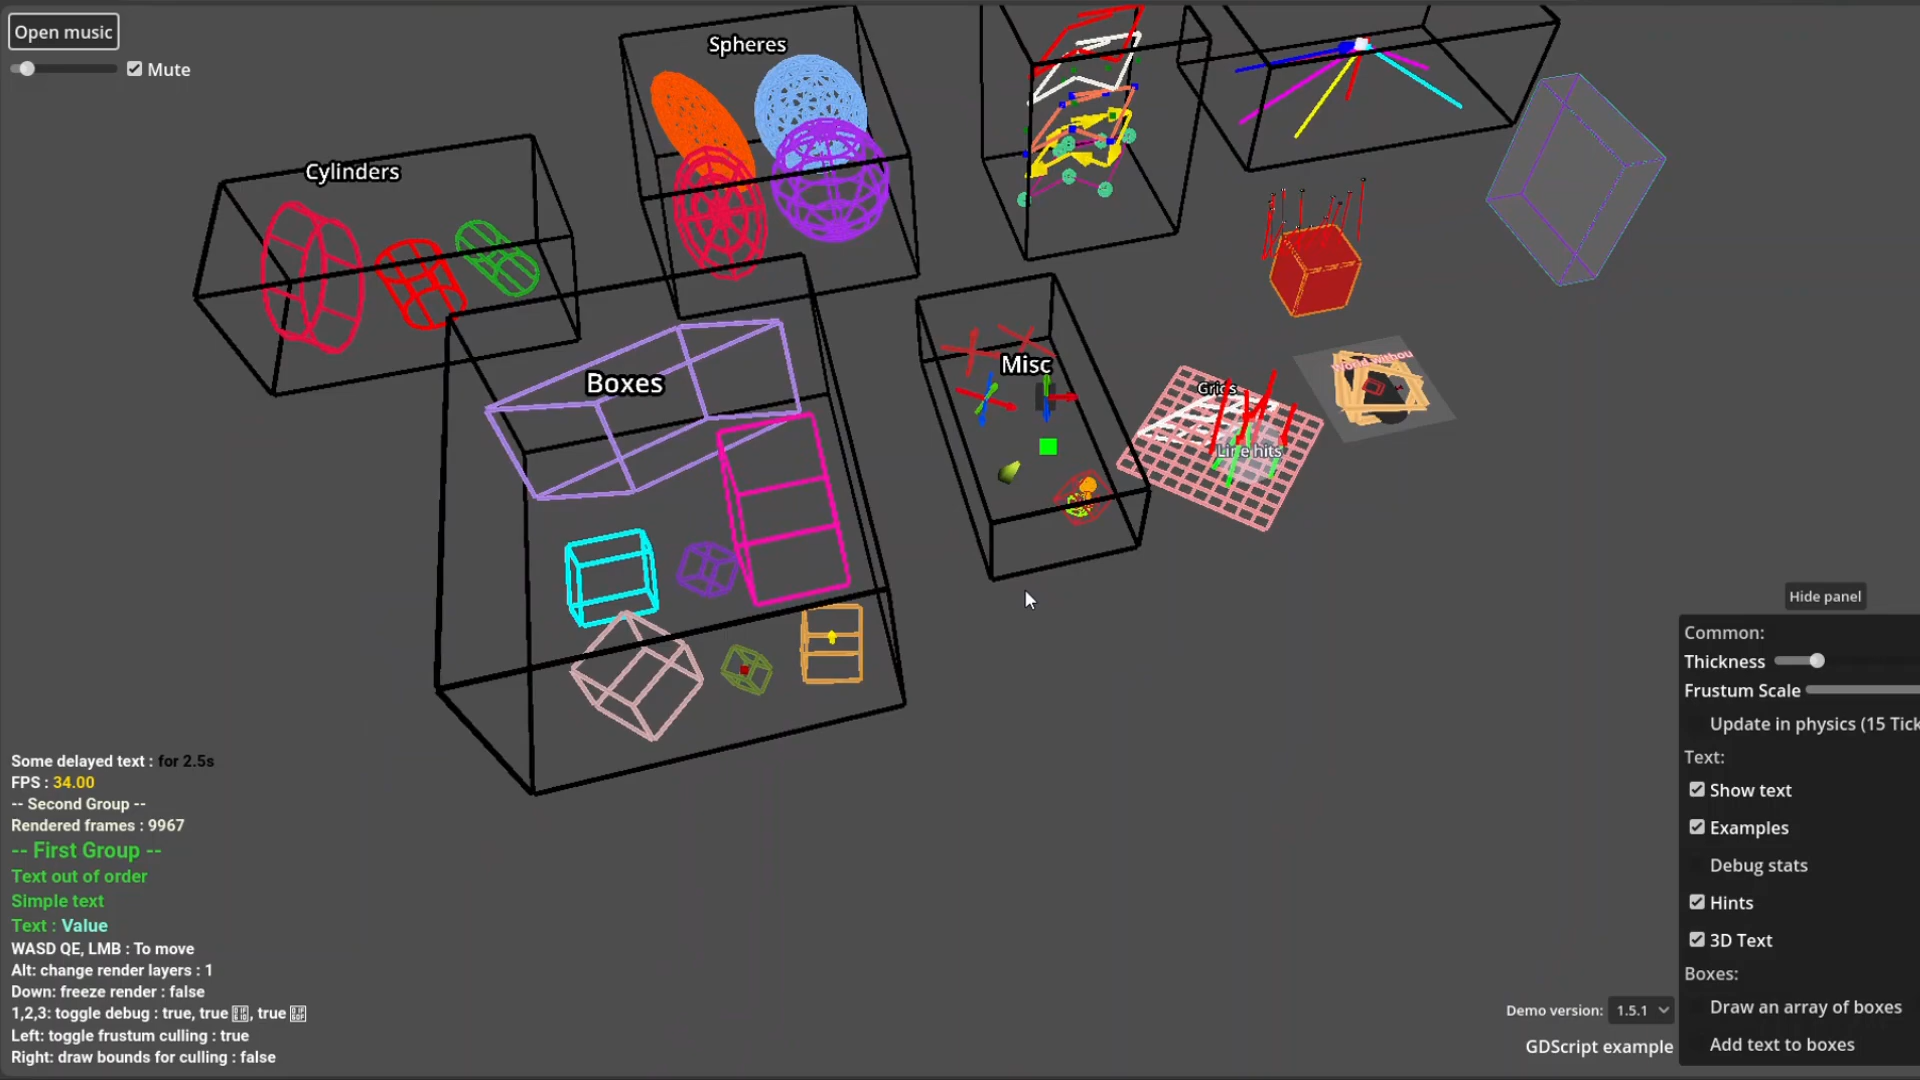 Open music
Mute
Spheres
Cylinders
Boxes
Misc
Grids
Line hits
World withou
Hide panel
Common:
Thickness
Frustum Scale
Update in physics (15 Tick
Text:
Show text
Examples
Debug stats
Hints
3D Text
Boxes:
Draw an array of boxes
Add text to boxes
Some delayed text : for 2.5s
FPS : 34.00
-- Second Group --
Rendered frames : 9967
-- First Group --
Text out of order
Simple text
Text : Value
WASD QE, LMB : To move
Alt: change render layers : 1
Down: freeze render : false
1,2,3: toggle debug : true, true , true
Left: toggle frustum culling : true
Right: draw bounds for culling : false
Demo version: 1.5.1
GDScript example